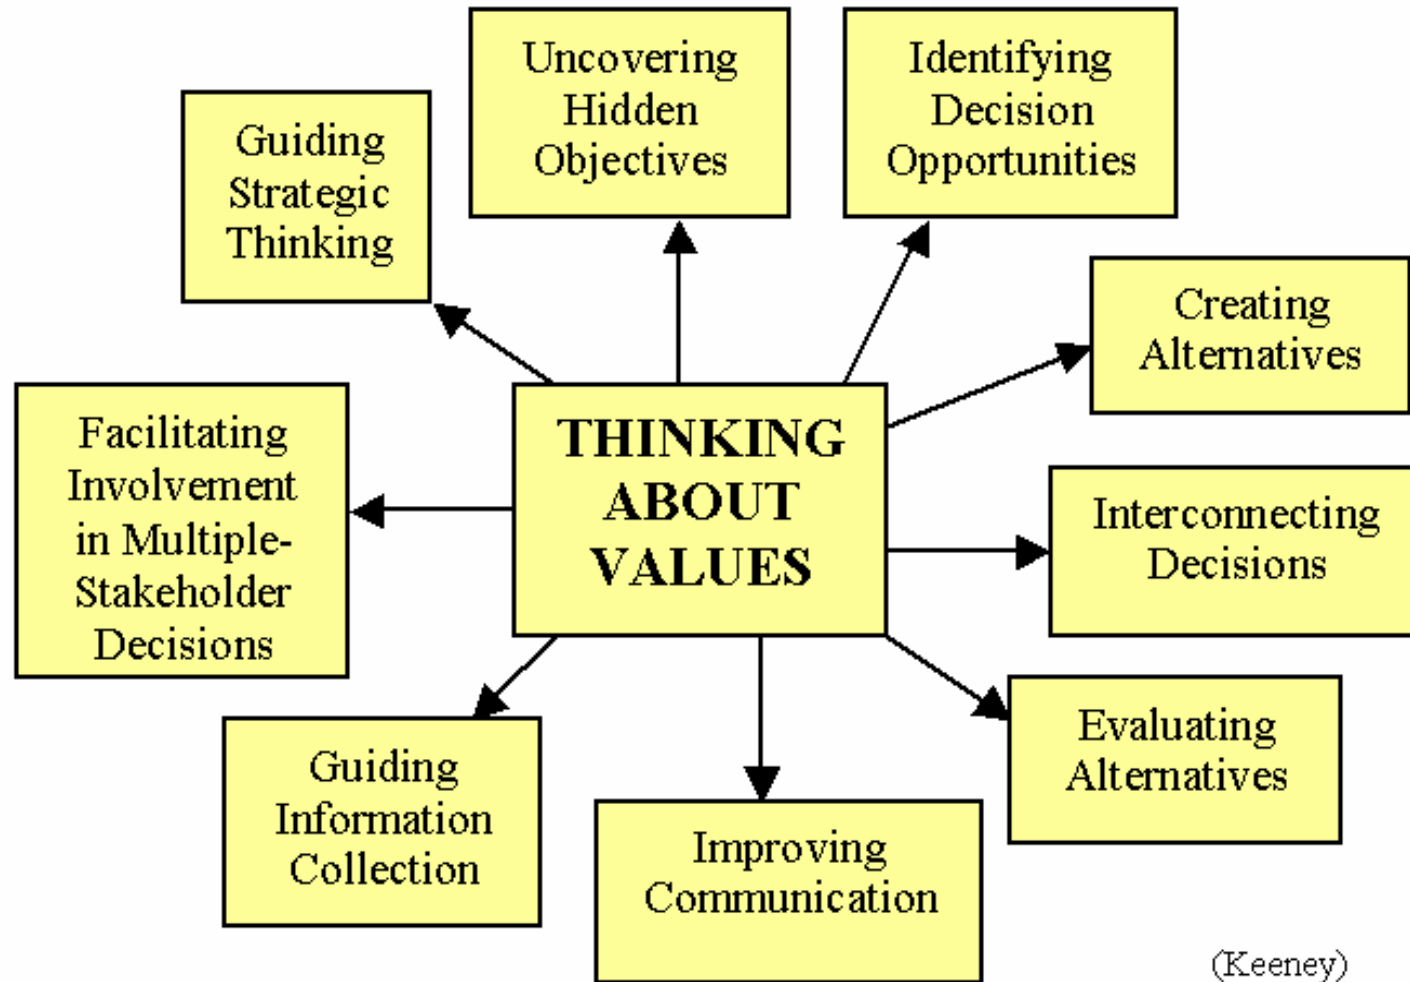 Uncovering
Hidden
Objectives
Identifying
Decision
Opportunities
Guiding
Strategic
Thinking
Creating
Alternatives
THINKING
ABOUT
VALUES
Facilitating
Involvement
in Multiple-
Stakeholder
Decisions
Interconnecting
Decisions
Evaluating
Alternatives
Guiding
Information
Collection
Improving
Communication
(Keeney)